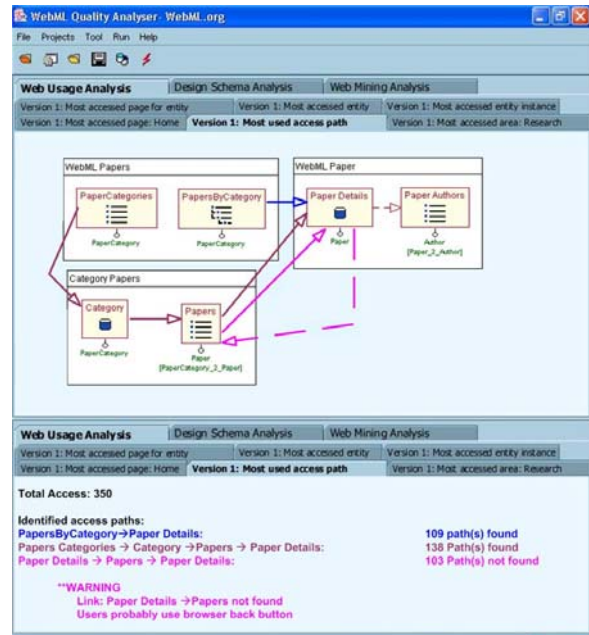 WebML Quality Analyser- WebML.org
File Projects Tool Run Help
Web Usage Analysis Design Schema Analysis Web Mining Analysis
Version 1: Most accessed page for entity Version 1: Most accessed entity Version 1: Most accessed entity instance
Version 1: Most accessed page: Home Version 1: Most used access path Version 1: Most accessed area: Research
WebML Papers WebML Paper
PaperCategories PapersByCategory Paper Details Paper Authors
PaperCategory PaperCategory Paper Author
[Paper_2_Author]
Category Papers
Category Papers
PaperCategory Paper
[PaperCategory_2_Paper]
Web Usage Analysis Design Schema Analysis Web Mining Analysis
Version 1: Most accessed page for entity Version 1: Most accessed entity Version 1: Most accessed entity instance
Version 1: Most accessed page: Home Version 1: Most used access path Version 1: Most accessed area: Research
Total Access: 350
Identified access paths:
PapersByCategory→Paper Details: 109 path(s) found
Papers Categories → Category →Papers → Paper Details: 138 Path(s) found
Paper Details → Papers → Paper Details: 103 Path(s) not found
**WARNING
Link: Paper Details →Papers not found
Users probably use browser back button